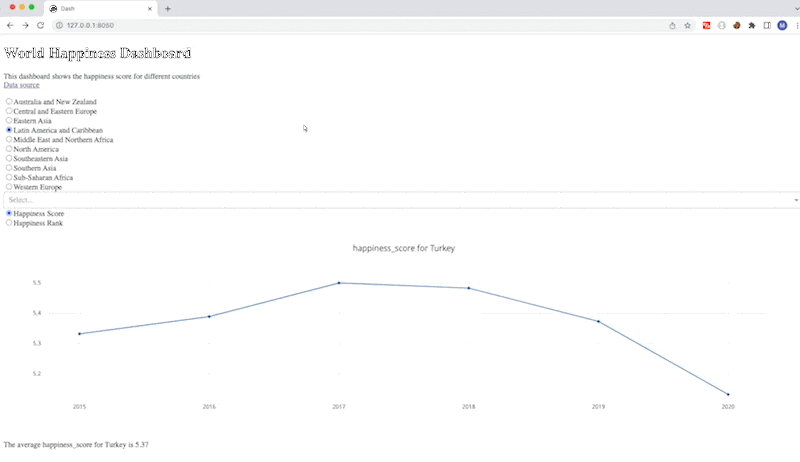 Dash
127.0.0.1:8050
M
World Happiness Dashboard
This dashboard shows the happiness score for different countries
Data source
Australia and New Zealand
Central and Eastern Europe
Eastern Asia
Latin America and Caribbean
Middle East and Northern Africa
North America
Southeastern Asia
Southern Asia
Sub-Saharan Africa
Western Europe
Select...
Happiness Score
Happiness Rank
happiness_score for Turkey
5.5
5.4
5.3
5.2
2015 2016 2017 2018 2019 2020
The average happiness_score for Turkey is 5.37